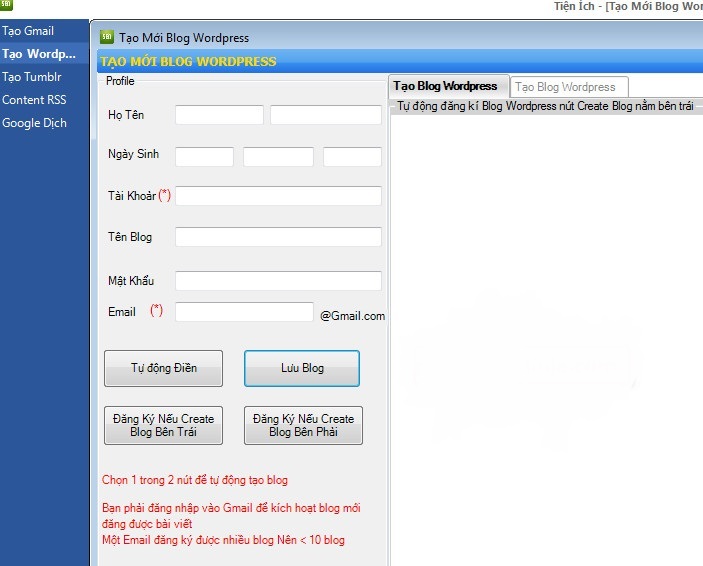 SBI
Tiện Ích - [Tạo Mới Blog Wor
Tạo Gmail
Tạo Wordp...
Tạo Tumblr
Content RSS
Google Dịch
SBI
Tạo Mới Blog Wordpress
TẠO MỚI BLOG WORDPRESS
Profile
Họ Tên
Ngày Sinh
Tài Khoản (*)
Tên Blog
Mật Khẩu
Email (*)
@Gmail.com
Tự động Điền
Lưu Blog
Đăng Ký Nếu Create
Blog Bên Trái
Đăng Ký Nếu Create
Blog Bên Phải
Chọn 1 trong 2 nút để tự động tạo blog
Bạn phải đăng nhập vào Gmail để kích hoạt blog mới
đăng được bài viết
Một Email đăng ký được nhiều blog Nên < 10 blog
Tạo Blog Wordpress
Tạo Blog Wordpress
Tự động đăng kí Blog Wordpress nút Create Blog nằm bên trái